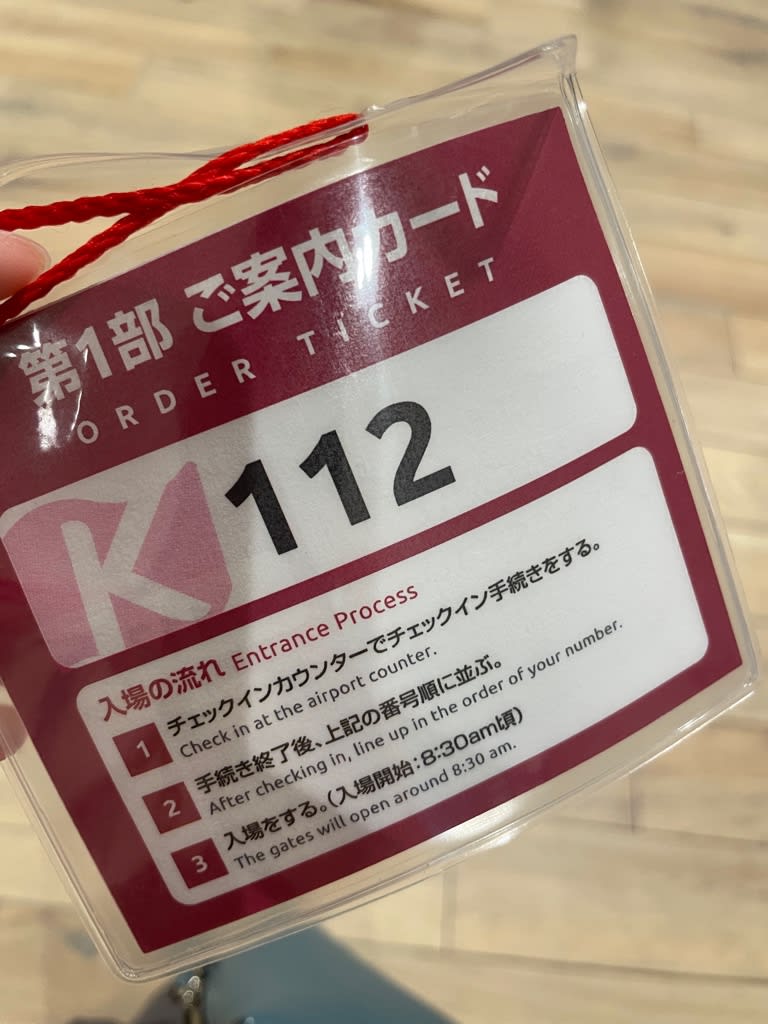 第1部 ご案内カード
ORDER TICKET
K 112
入場の流れ Entrance Process
1 チェックインカウンターでチェックイン手続きをする。
Check in at the airport counter.
2 手続き終了後、上記の番号順に並ぶ。
After checking in, line up in the order of your number.
3 入場をする。(入場開始:8:30am頃)
The gates will open around 8:30 am.